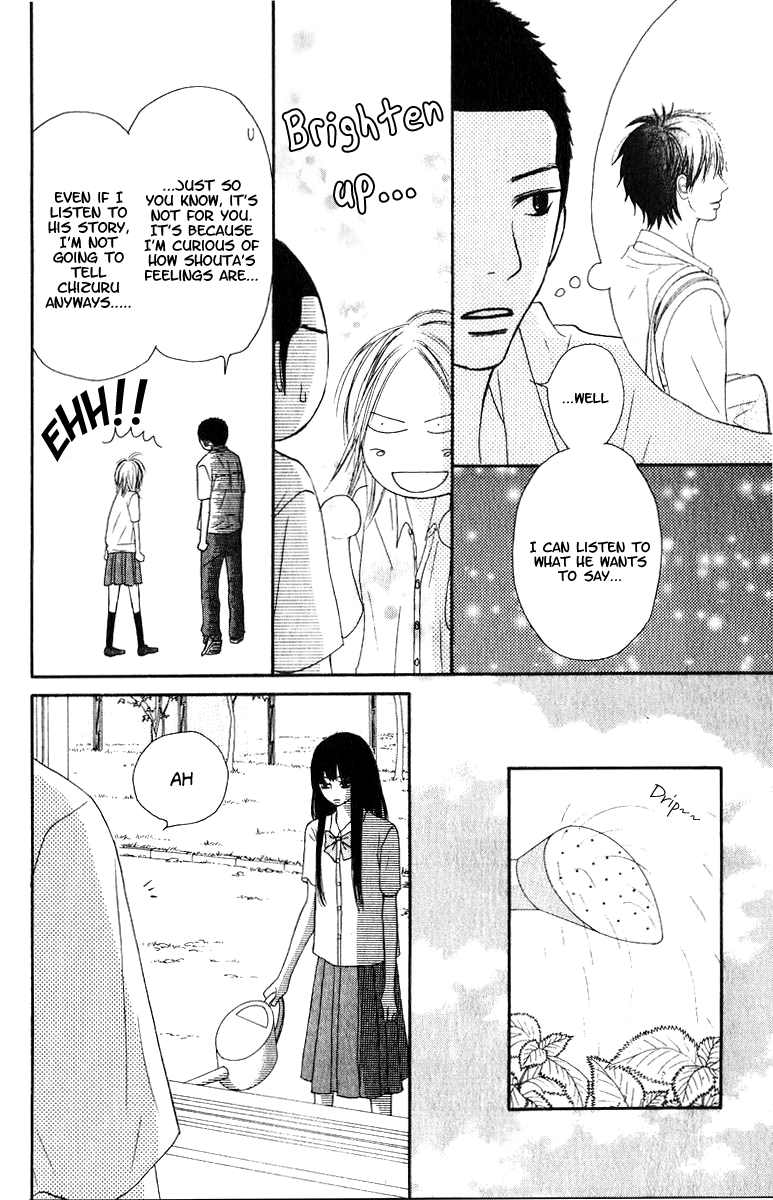 ...WELL
I CAN LISTEN TO
WHAT HE WANTS
TO SAY...
Brighten
up...
...JUST SO
YOU KNOW, IT'S
NOT FOR YOU.
IT'S BECAUSE
I'M CURIOUS OF
HOW SHOUTA'S
FEELINGS ARE...
EVEN IF I
LISTEN TO
HIS STORY,
I'M NOT
GOING TO
TELL
CHIZURU
ANYWAYS.....
EHH!!
Drip~~
AH